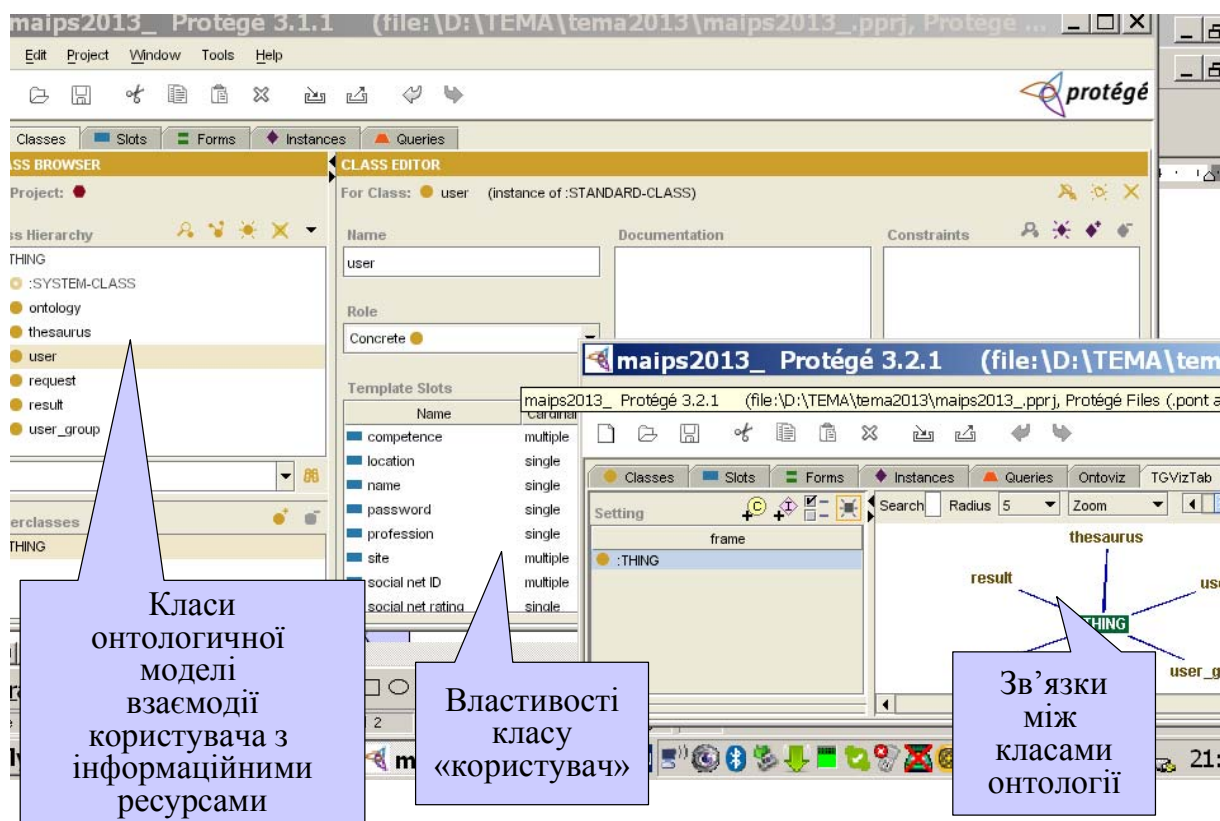 maips2013_ Protégé 3.1.1 (file:\D:\TEMA\tema2013\maips2013_.pprj, Protégé ...
Edit Project Window Tools Help
protégé
Classes Slots Forms Instances Queries
CLASS EDITOR
Project:
For Class: user (instance of :STANDARD-CLASS)
Hierarchy
Name Documentation Constraints
THING
user
:SYSTEM-CLASS
ontology
Role
thesaurus
Concrete
user
request
result
user_group
Template Slots
Name
competence multiple
location single
name single
password single
profession single
site multiple
social net ID multiple
social net rating single
THING
maips2013_ Protégé 3.2.1 (file:\D:\TEMA\tem
maips2013_ Protégé 3.2.1 (file:\D:\TEMA\tema2013\maips2013_.pprj, Protégé Files (.pont a
Classes Slots Forms Instances Queries Ontoviz TGVizTab
Setting
Search Radius 5 Zoom
frame
:THING
thesaurus
result
THING
Класи
онтологичної
моделі
взаємодії
користувача з
інформаційними
ресурсами
Властивості
класу
«користувач»
Зв’язки
між
класами
онтології
2
21: